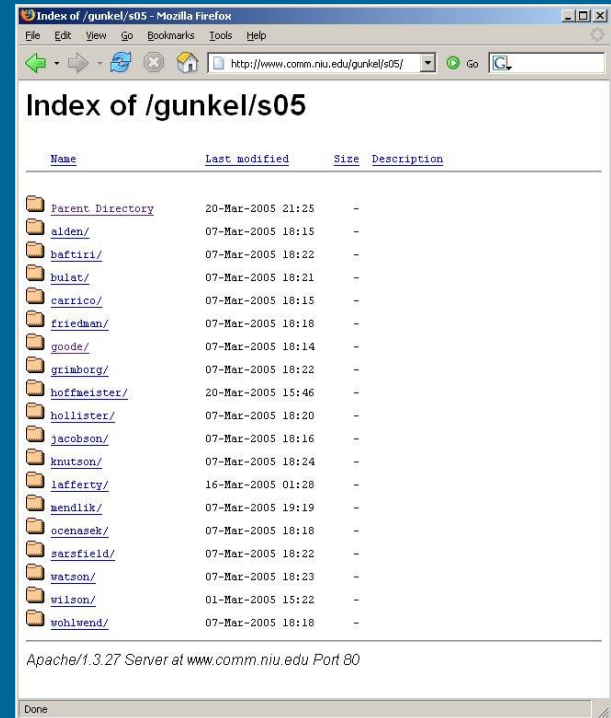 Index of /gunkel/s05 - Mozilla Firefox
File Edit View Go Bookmarks Tools Help
http://www.comm.niu.edu/gunkel/s05/ Go G
Index of /gunkel/s05
Name Last modified Size Description
Parent Directory 20-Mar-2005 21:25 -
alden/ 07-Mar-2005 18:15 -
baftiri/ 07-Mar-2005 18:22 -
bulat/ 07-Mar-2005 18:21 -
carrico/ 07-Mar-2005 18:15 -
friedman/ 07-Mar-2005 18:18 -
goode/ 07-Mar-2005 18:14 -
grimborg/ 07-Mar-2005 18:22 -
hoffmeister/ 20-Mar-2005 15:46 -
hollister/ 07-Mar-2005 18:20 -
jacobson/ 07-Mar-2005 18:16 -
knutson/ 07-Mar-2005 18:24 -
lafferty/ 16-Mar-2005 01:28 -
mendlik/ 07-Mar-2005 19:19 -
ocenasek/ 07-Mar-2005 18:18 -
sarsfield/ 07-Mar-2005 18:22 -
watson/ 07-Mar-2005 18:23 -
wilson/ 01-Mar-2005 15:22 -
wohlwend/ 07-Mar-2005 18:18 -
Apache/1.3.27 Server at www.comm.niu.edu Port 80
Done